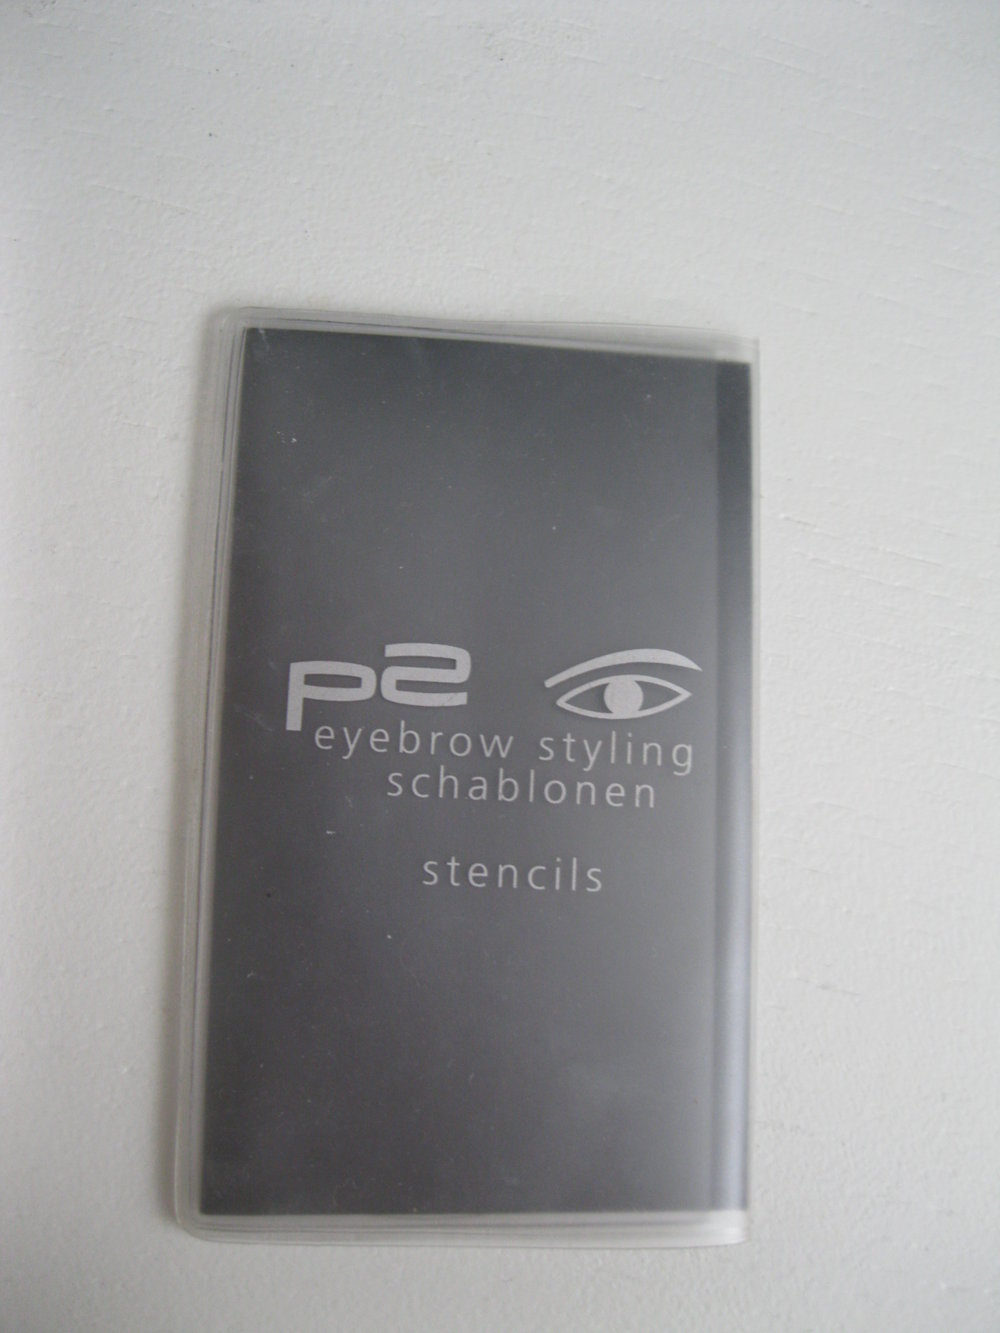 p2
eyebrow styling
schablonen
stencils